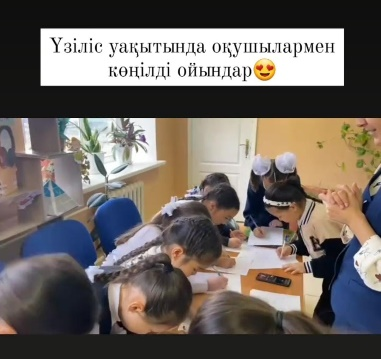 Үзіліс уақытында оқушылармен
көңілді ойындар😍